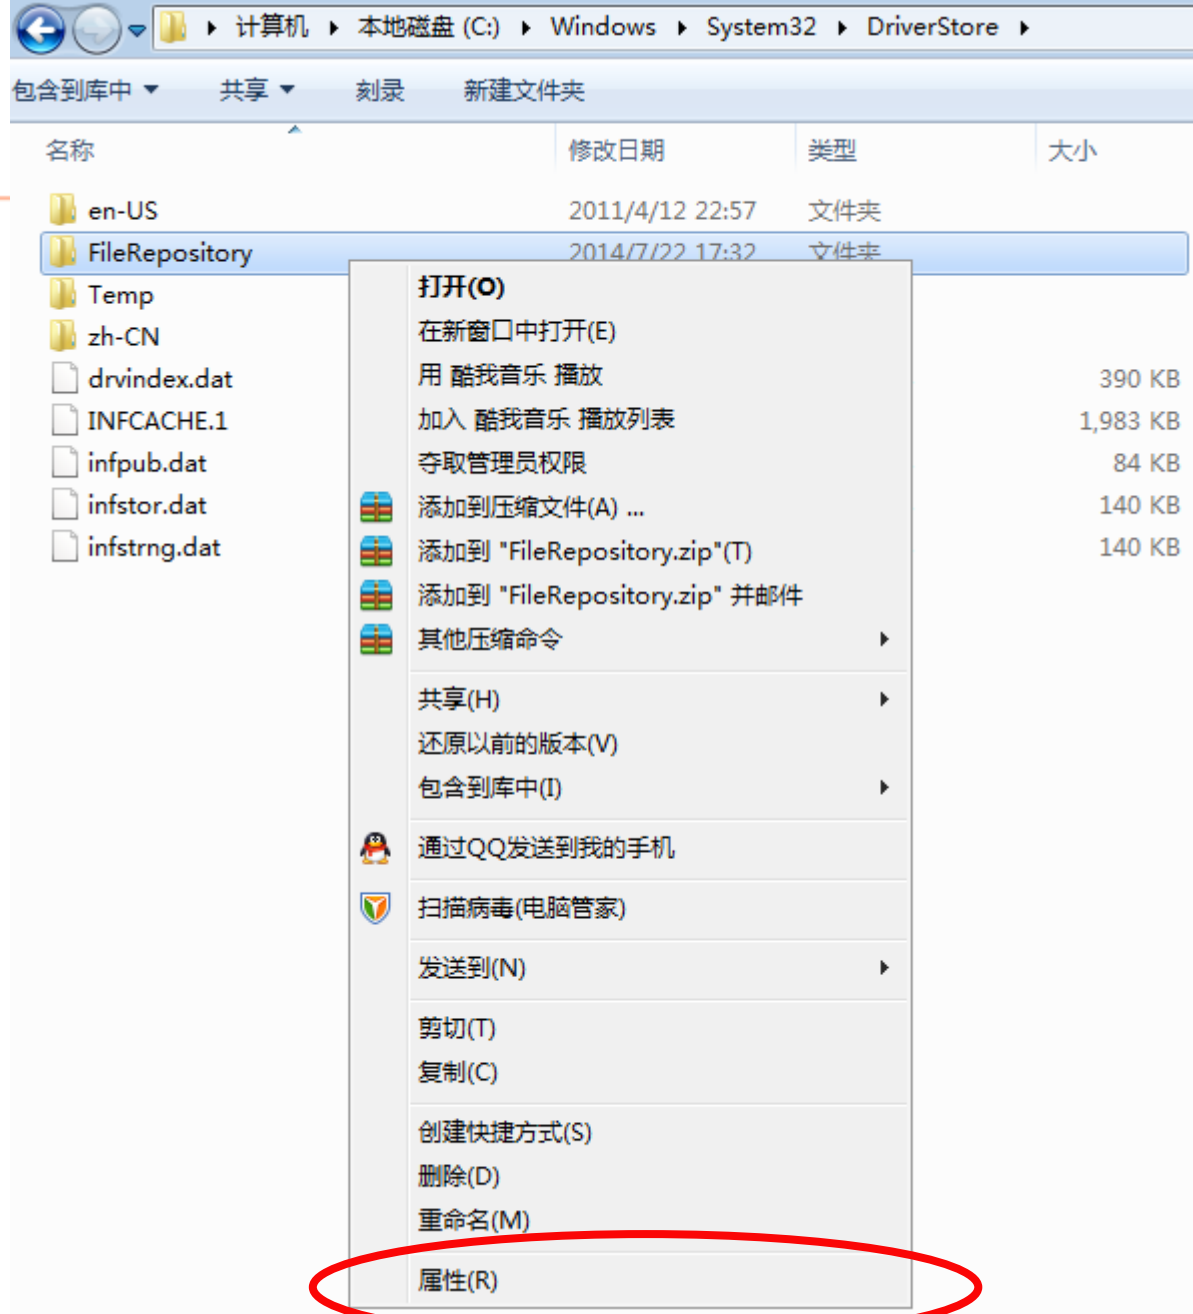 计算机 本地磁盘 (C:) Windows System32 DriverStore
包含到库中 共享 刻录 新建文件夹
名称 修改日期 类型 大小
en-US 2011/4/12 22:57 文件夹
FileRepository 2014/7/22 17:32 文件夹
Temp
zh-CN
drvindex.dat 390 KB
INFCACHE.1 1,983 KB
infpub.dat 84 KB
infstor.dat 140 KB
infstrng.dat 140 KB
打开(O)
在新窗口中打开(E)
用 酷我音乐 播放
加入 酷我音乐 播放列表
夺取管理员权限
添加到压缩文件(A) ...
添加到 "FileRepository.zip"(T)
添加到 "FileRepository.zip" 并邮件
其他压缩命令
共享(H)
还原以前的版本(V)
包含到库中(I)
通过QQ发送到我的手机
扫描病毒(电脑管家)
发送到(N)
剪切(T)
复制(C)
创建快捷方式(S)
删除(D)
重命名(M)
属性(R)